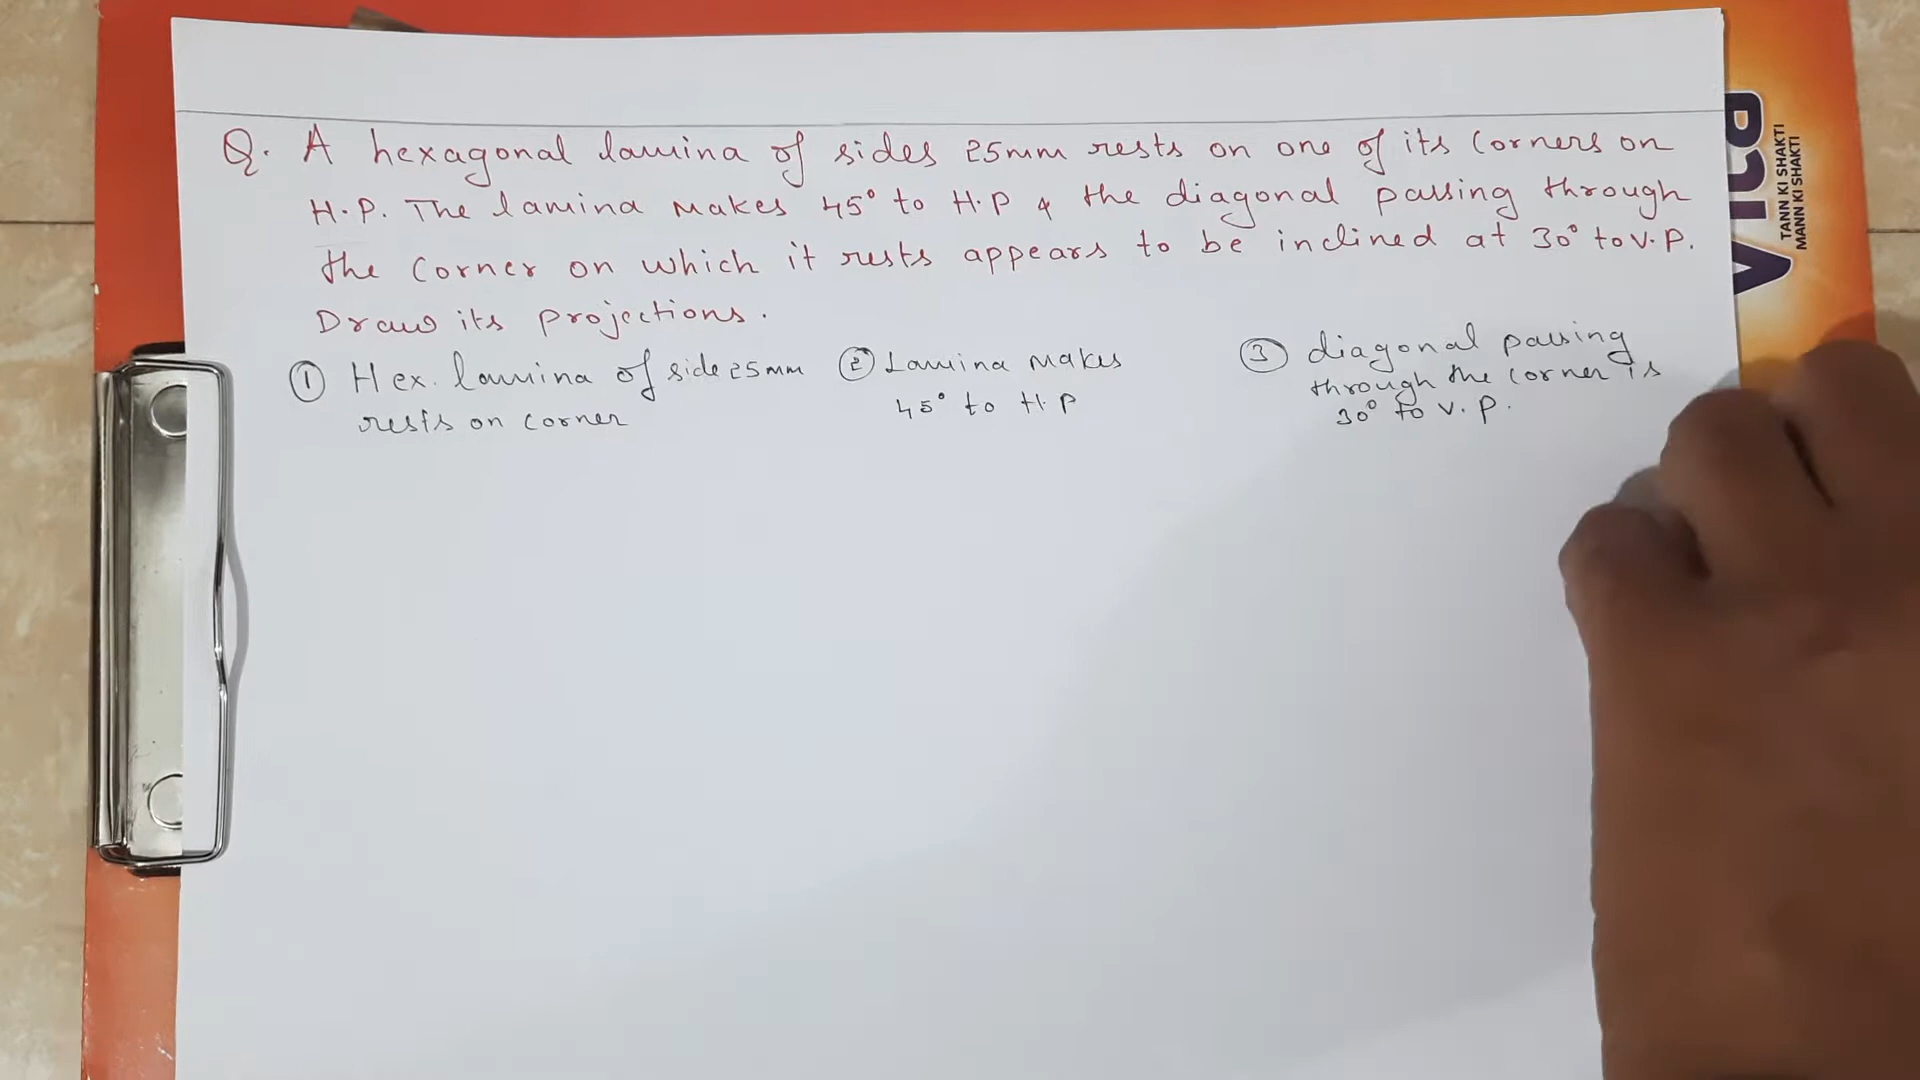 Q. A hexagonal lamina of sides 25mm rests on one of its corners on
H.P. The lamina makes 45° to H.P & the diagonal passing through
the corner on which it rests appears to be inclined at 30° to V.P.
Draw its projections.
① Hex. lamina of side 25mm
rests on corner
② Lamina makes
45° to H.P
③ diagonal passing
through the corner is
30° to V.P.
Vita
TANN KI SHAKTI
MANN KI SHAKTI